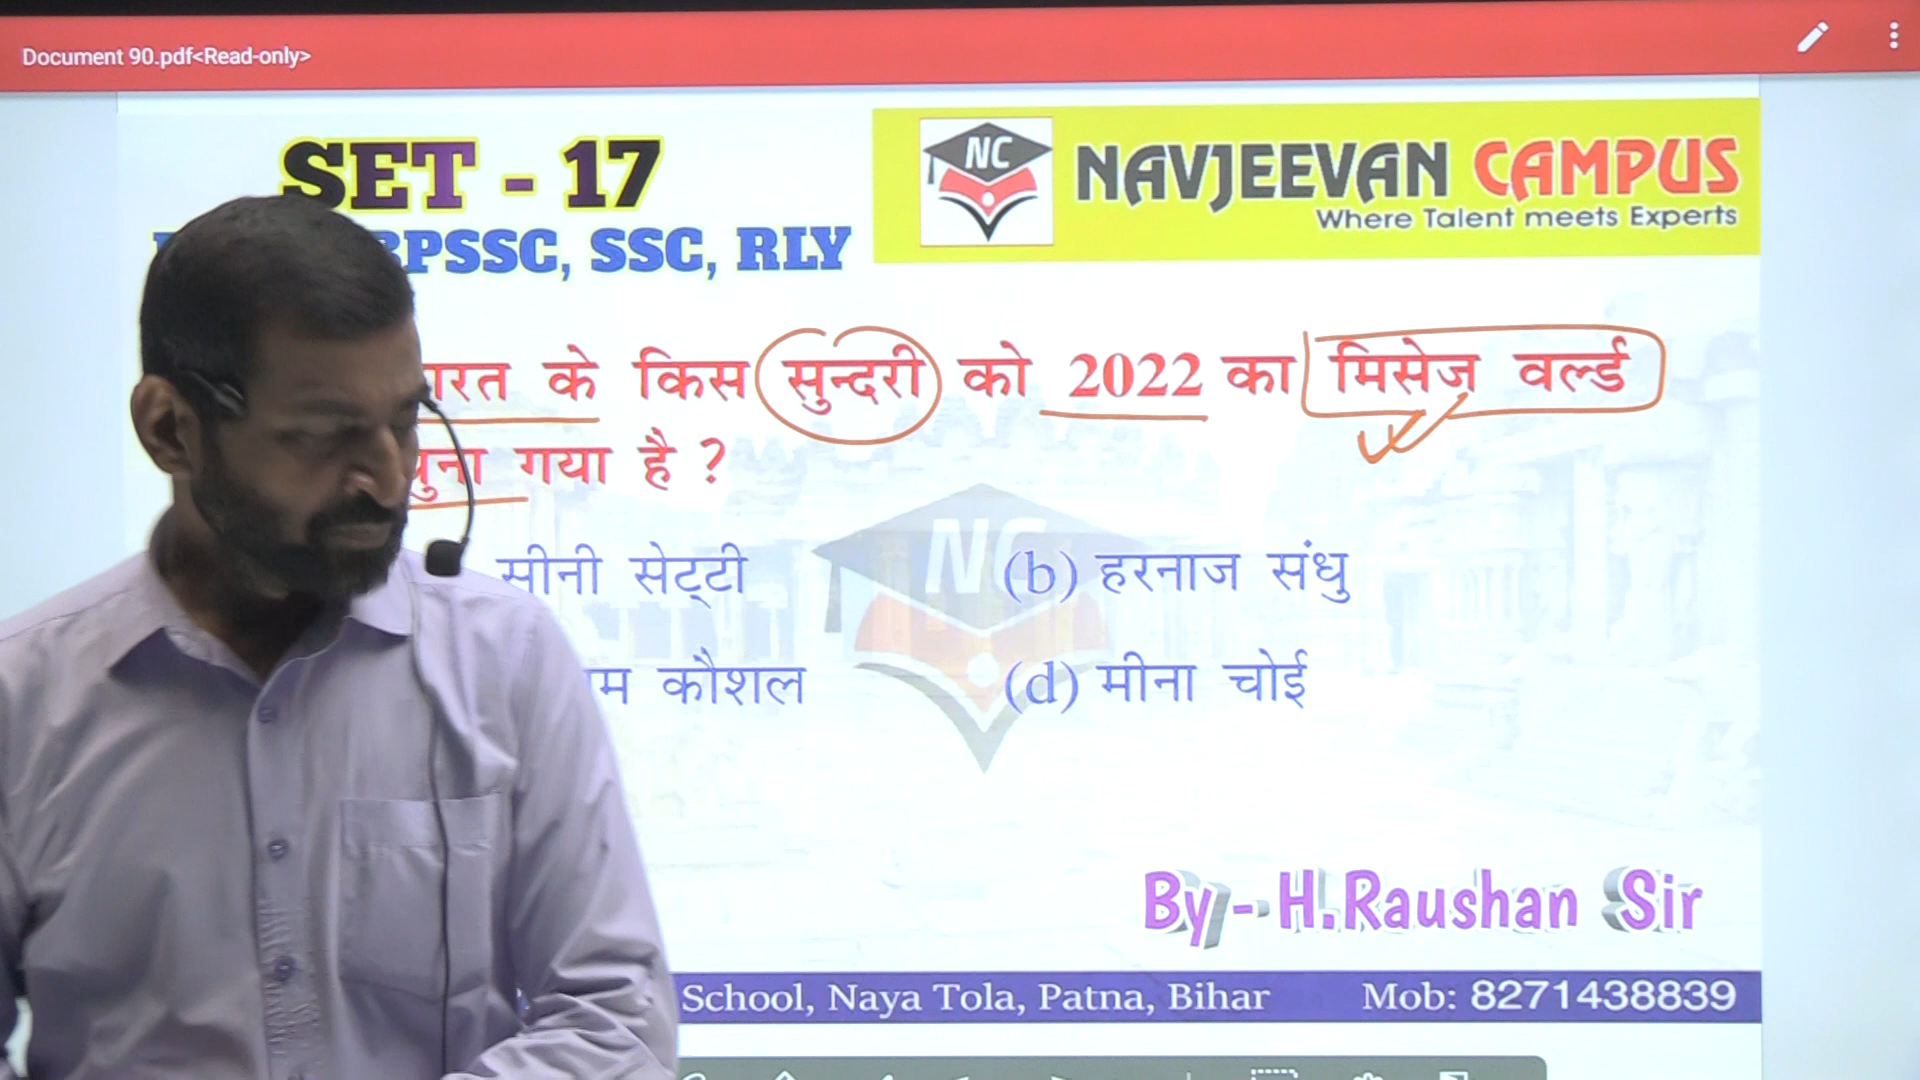 Document 90.pdf<Read-only>
SET - 17
BPSSC, SSC, RLY
NC
NAVJEEVAN CAMPUS
Where Talent meets Experts
के किस सुन्दरी को 2022 का मिसेज वर्ल्ड
गया है ?
सीनी सेट्टी
(b) हरनाज संधु
कौशल
(d) मीना चोई
NC
By - H.Raushan Sir
School, Naya Tola, Patna, Bihar
Mob: 8271438839